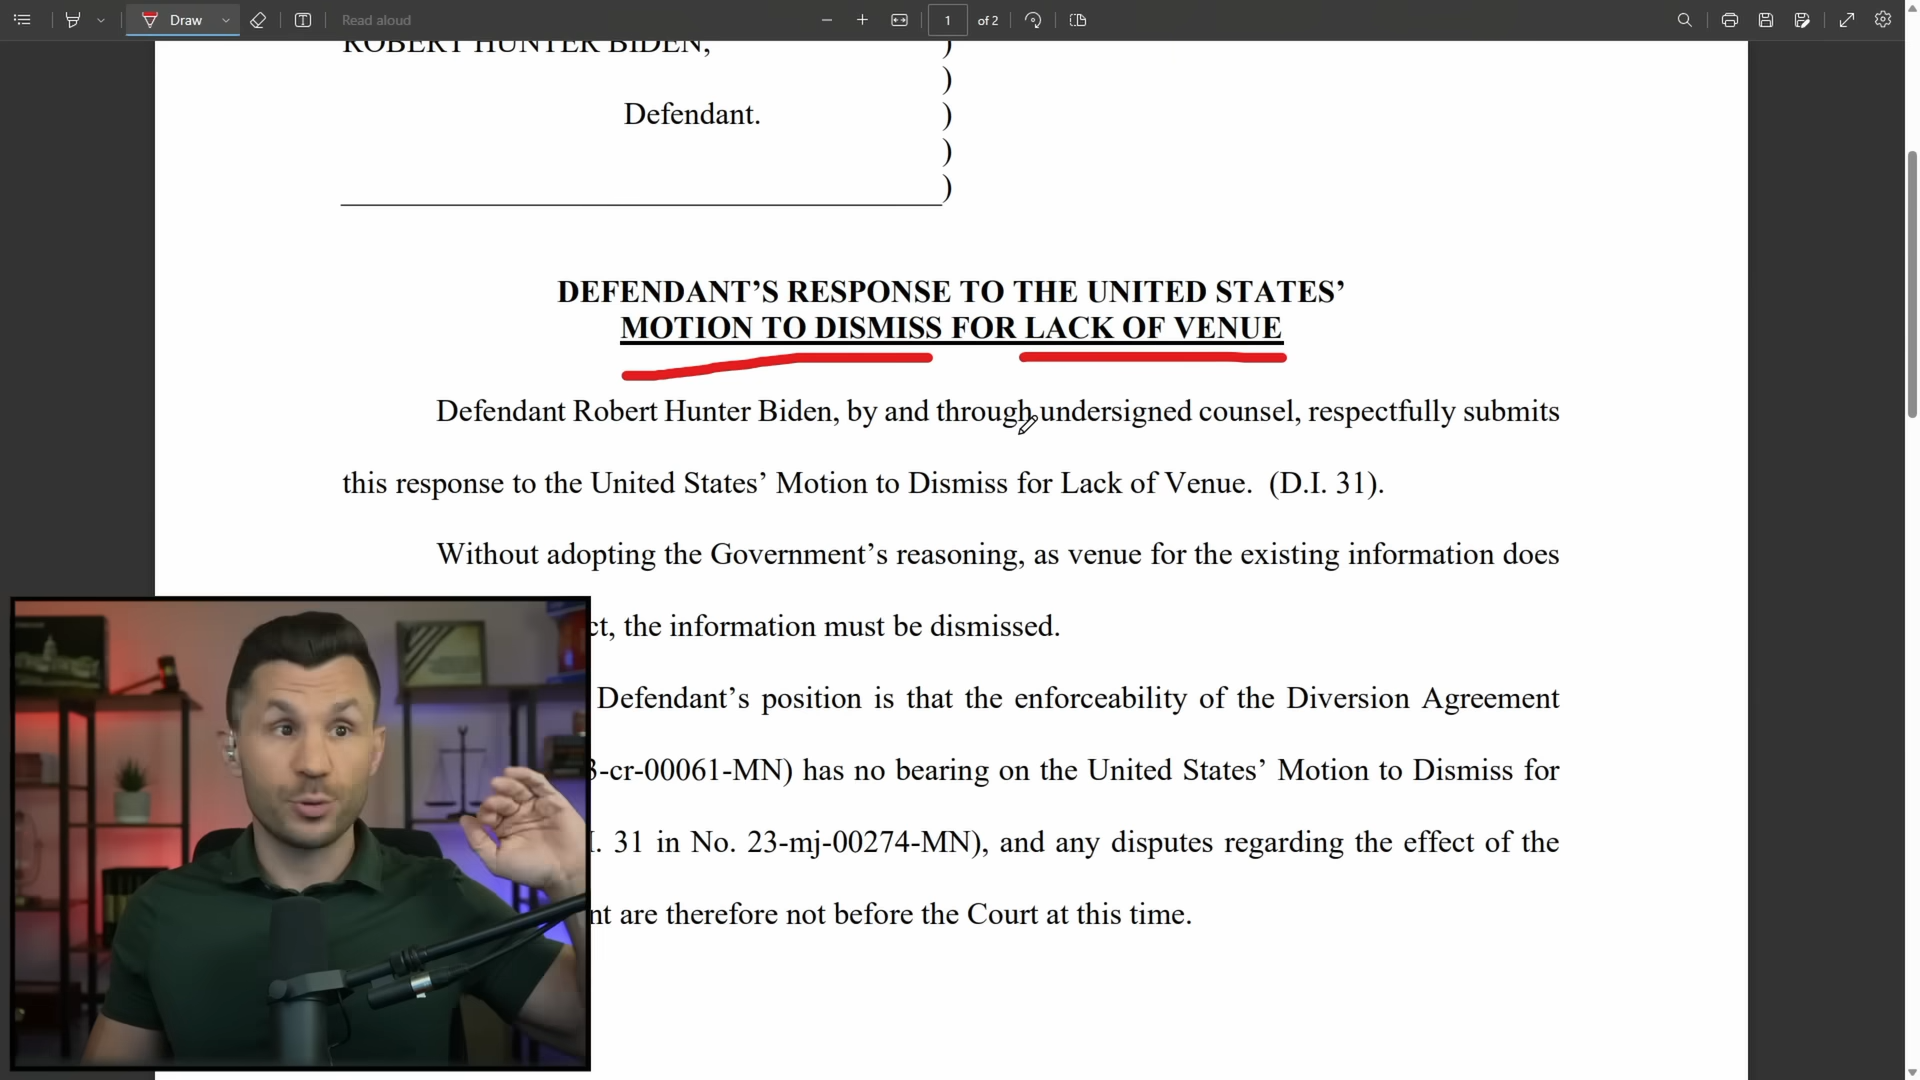 Draw
Read aloud
1
of 2
ROBERT HUNTER BIDEN,
)
)
Defendant.
)
)
)
DEFENDANT’S RESPONSE TO THE UNITED STATES’
MOTION TO DISMISS FOR LACK OF VENUE
Defendant Robert Hunter Biden, by and through undersigned counsel, respectfully submits
this response to the United States’ Motion to Dismiss for Lack of Venue. (D.I. 31).
Without adopting the Government’s reasoning, as venue for the existing information does
ct, the information must be dismissed.
Defendant’s position is that the enforceability of the Diversion Agreement
3-cr-00061-MN) has no bearing on the United States’ Motion to Dismiss for
I. 31 in No. 23-mj-00274-MN), and any disputes regarding the effect of the
nt are therefore not before the Court at this time.